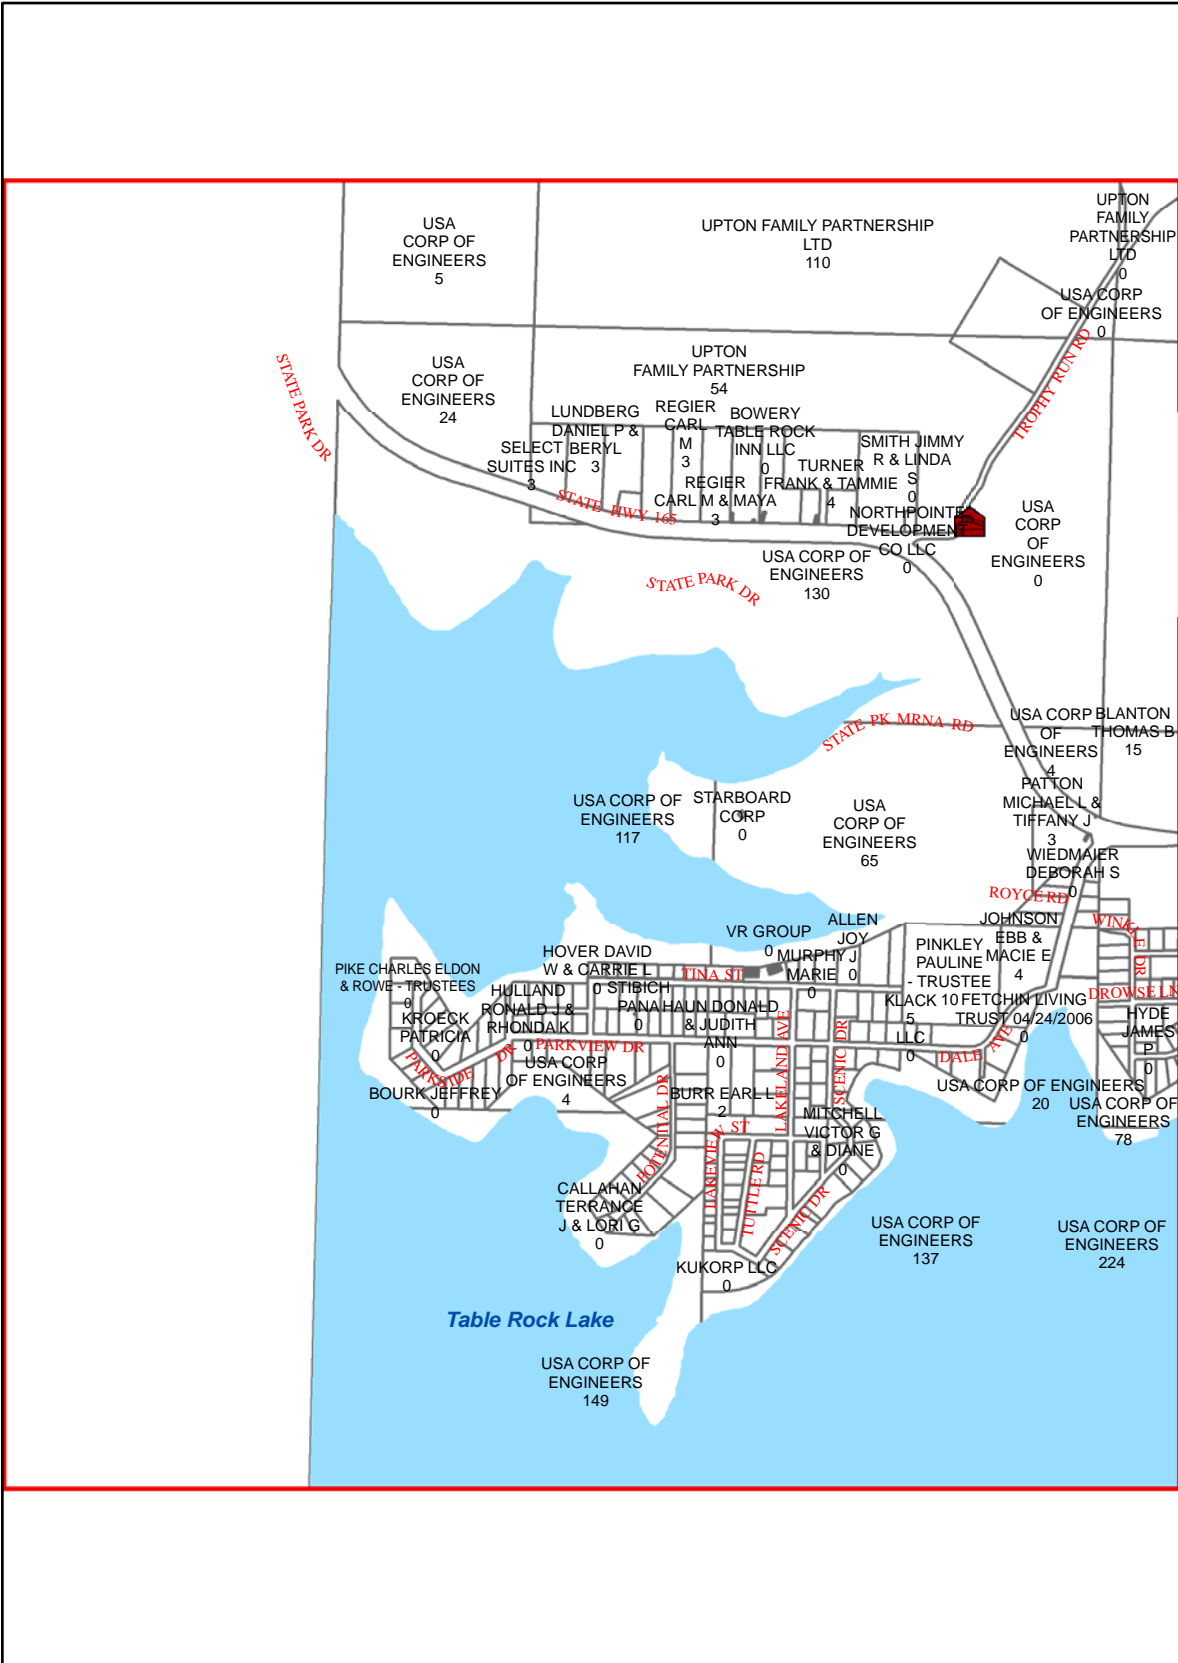 USA
CORP OF
ENGINEERS
5
UPTON FAMILY PARTNERSHIP
LTD
110
UPTON
FAMILY
PARTNERSHIP
LTD
0
USA CORP
OF ENGINEERS
0
STATE PARK DR
USA
CORP OF
ENGINEERS
24
UPTON
FAMILY PARTNERSHIP
54
TROPHY RUN RD
LUNDBERG
DANIEL P &
BERYL
3
REGIER
CARL
M
3
BOWERY
TABLE ROCK
INN LLC
0
SELECT
SUITES INC
3
SMITH JIMMY
R & LINDA
S
0
TURNER
FRANK & TAMMIE
4
REGIER
CARL M & MAYA
3
STATE HWY 165
NORTHPOINTE
DEVELOPMENT
CO LLC
0
USA
CORP
OF
ENGINEERS
0
USA CORP OF
ENGINEERS
130
STATE PARK DR
STATE PK MRNA RD
USA CORP
OF
ENGINEERS
4
BLANTON
THOMAS B
15
PATTON
MICHAEL L &
TIFFANY J
3
USA CORP OF
ENGINEERS
117
STARBOARD
CORP
0
USA
CORP OF
ENGINEERS
65
WIEDMAIER
DEBORAH S
0
ROYCE RD
VR GROUP
0
ALLEN
JOY
J
0
JOHNSON
EBB &
MACIE E
4
WINKLE DR
HOVER DAVID
W & CARRIE L
0
TINA ST
MURPHY
MARIE
0
PINKLEY
PAULINE
- TRUSTEE
10
PIKE CHARLES ELDON
& ROWE - TRUSTEES
0
HULLAND
RONALD J &
RHONDA K
0
STIBICH
PANA
0
HAUN DONALD
& JUDITH
ANN
0
KLACK
5
LLC
0
FETCHIN LIVING
TRUST 04/24/2006
0
DROWSE LN
KROECK
PATRICIA
0
HYDE
JAMES
P
0
PARKSIDE DR
PARKVIEW DR
LAKELAND AVE
SCENIC DR
DALE AVE
BOURK JEFFREY
0
USA CORP
OF ENGINEERS
4
POTENTIAL DR
BURR EARL L
2
USA CORP OF ENGINEERS
20
USA CORP OF
ENGINEERS
78
LAKEVIEW ST
MITCHELL
VICTOR G
& DIANE
0
TUTTLE RD
SCENIC DR
CALLAHAN
TERRANCE
J & LORI G
0
USA CORP OF
ENGINEERS
137
USA CORP OF
ENGINEERS
224
KUKORP LLC
0
Table Rock Lake
USA CORP OF
ENGINEERS
149